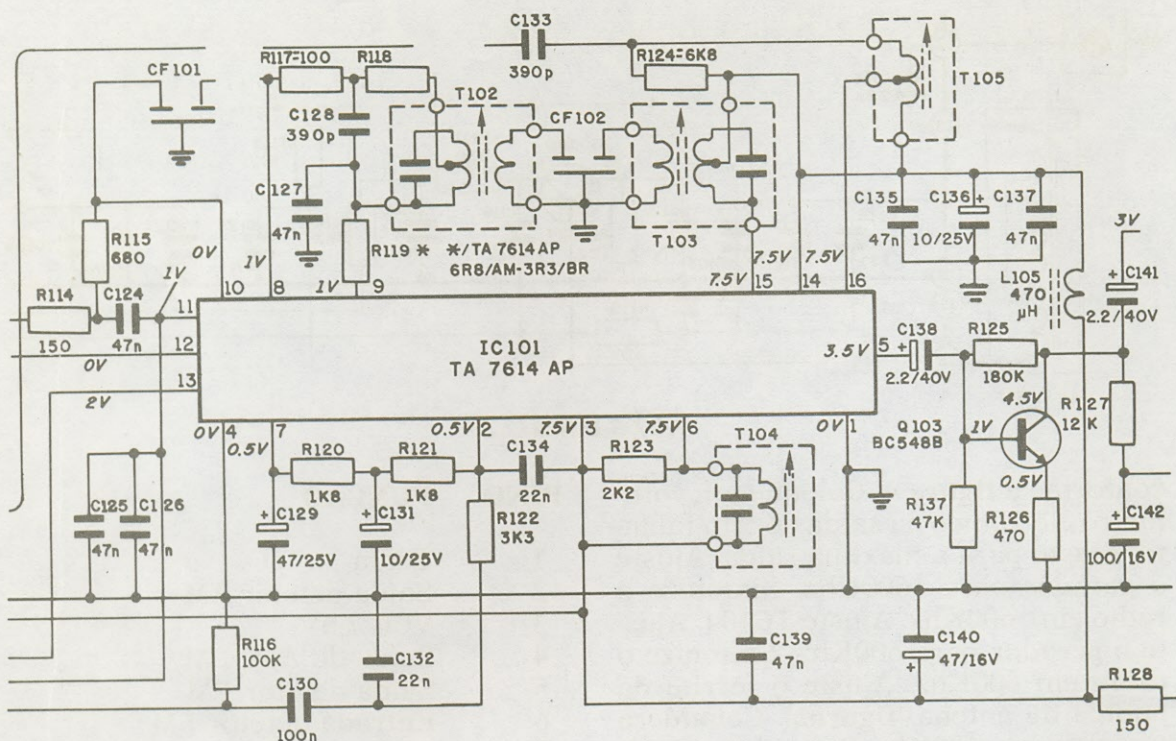 C133
390p
R117=100
R118
R124=6K8
T105
CF101
T102
C128
390p
CF102
C127
47n
T103
C135
47n
C136
+
10/25V
C137
47n
3V
R115
680
0V
1V
1V
R119 * */TA 7614 AP
6R8/AM-3R3/BR
1V
7.5V
7.5V
7.5V
L105
470
µH
+
C141
2.2/40V
R114
150
C124
47n
10
8
9
15
14
16
11
12
0V
13
2V
IC101
TA 7614 AP
3.5V
5
C138
+
2.2/40V
R125
180K
4.5V
R127
12K
0V
4
7
0.5V
0.5V
2
7.5V
3
7.5V
6
0V
1
Q103
BC548B
1V
0.5V
R120
1K8
R121
1K8
C134
22n
R123
2K2
T104
C125
47n
C126
47n
+
C129
47/25V
+
C131
10/25V
R122
3K3
R137
47K
R126
470
+
C142
100/16V
R116
100K
C132
22n
C130
100n
C139
47n
C140
47/16V
+
R128
150